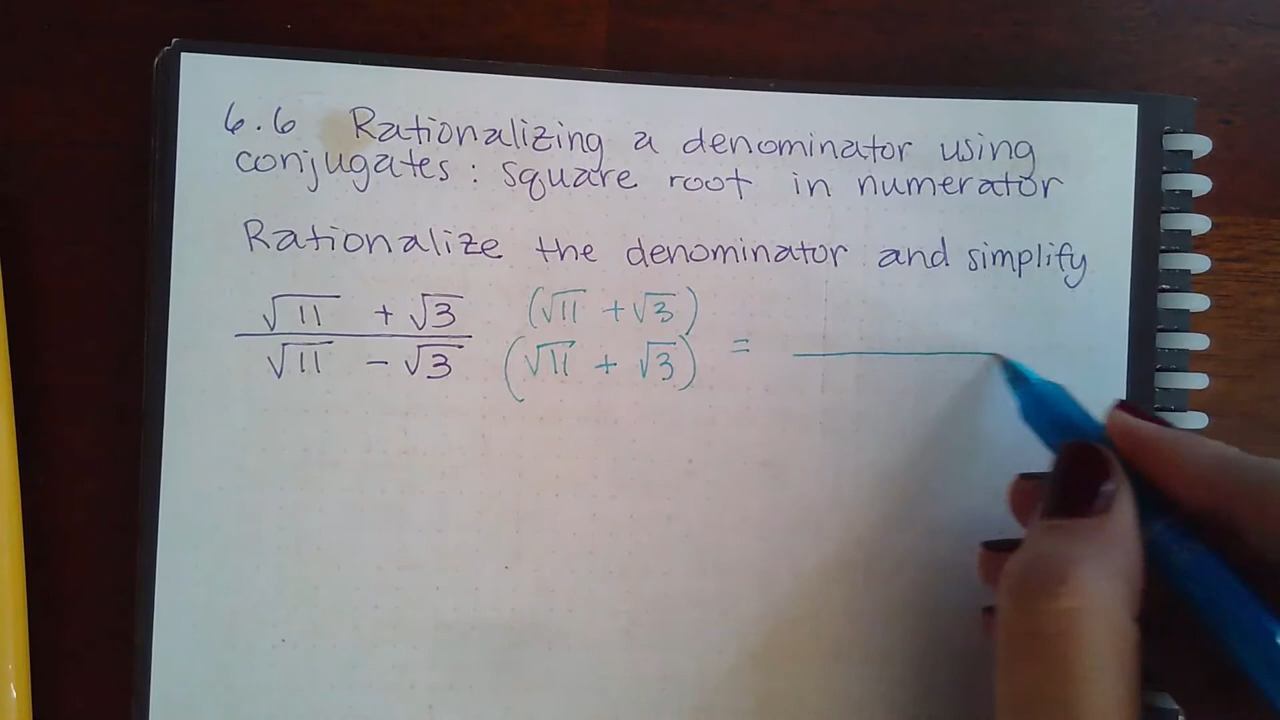 6.6 Rationalizing a denominator using
conjugates: square root in numerator
Rationalize the denominator and simplify
√11 + √3 (√11 + √3)
√11 - √3 (√11 + √3) =